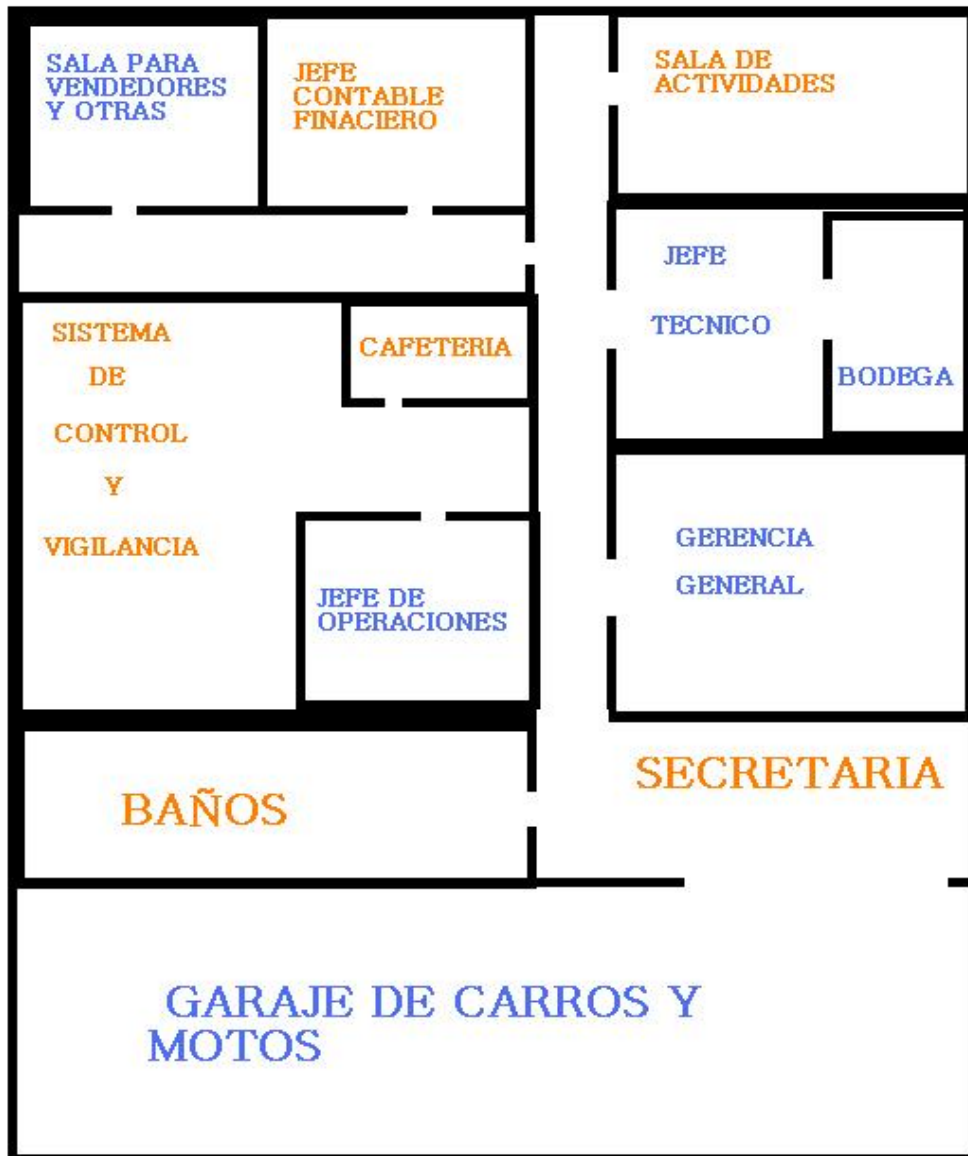 SALA PARA
VENDEDORES
Y OTRAS
JEFE
CONTABLE
FINACIERO
SALA DE
ACTIVIDADES
JEFE
TECNICO
BODEGA
SISTEMA
DE
CONTROL
Y
VIGILANCIA
CAFETERIA
JEFE DE
OPERACIONES
GERENCIA
GENERAL
BAÑOS
SECRETARIA
GARAJE DE CARROS Y
MOTOS